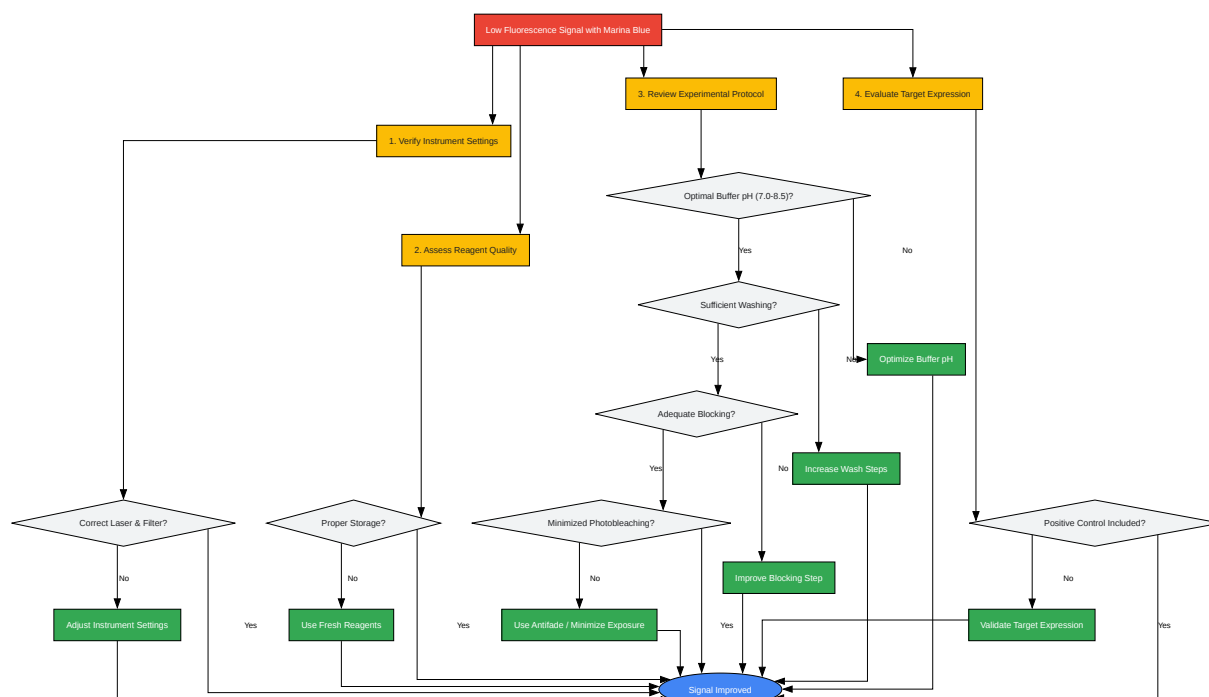 Low Fluorescence Signal with Marina Blue
3. Review Experimental Protocol
4. Evaluate Target Expression
1. Verify Instrument Settings
Optimal Buffer pH (7.0-8.5)?
2. Assess Reagent Quality
Yes
No
Sufficient Washing?
Yes
No
Optimize Buffer pH
Adequate Blocking?
Yes
No
Increase Wash Steps
Correct Laser & Filter?
Proper Storage?
Minimized Photobleaching?
Positive Control Included?
No
No
No
Improve Blocking Step
No
Adjust Instrument Settings
Yes
Use Fresh Reagents
Yes
Use Antifade / Minimize Exposure
Yes
Validate Target Expression
Yes
Signal Improved